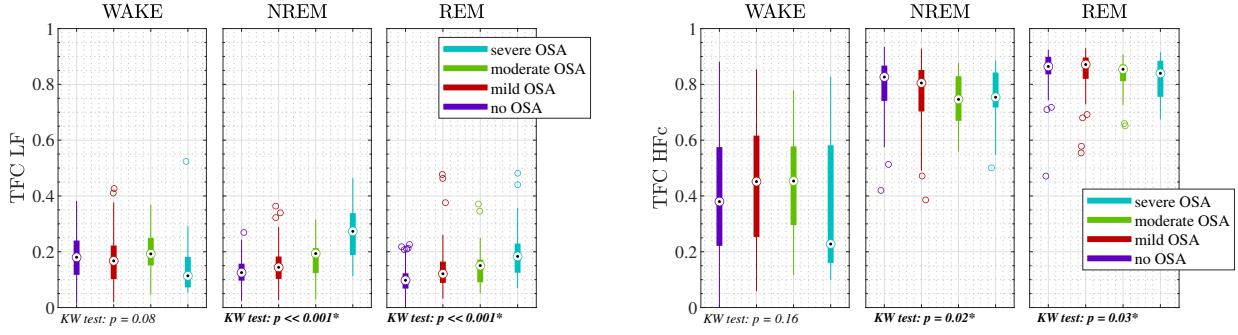 WAKE NREM REM
TFC LF
1
0.8
0.6
0.4
0.2
0
severe OSA
moderate OSA
mild OSA
no OSA
KW test: p = 0.08 KW test: p << 0.001* KW test: p << 0.001*
WAKE NREM REM
TFC HFc
1
0.8
0.6
0.4
0.2
0
severe OSA
moderate OSA
mild OSA
no OSA
KW test: p = 0.16 KW test: p = 0.02* KW test: p = 0.03*